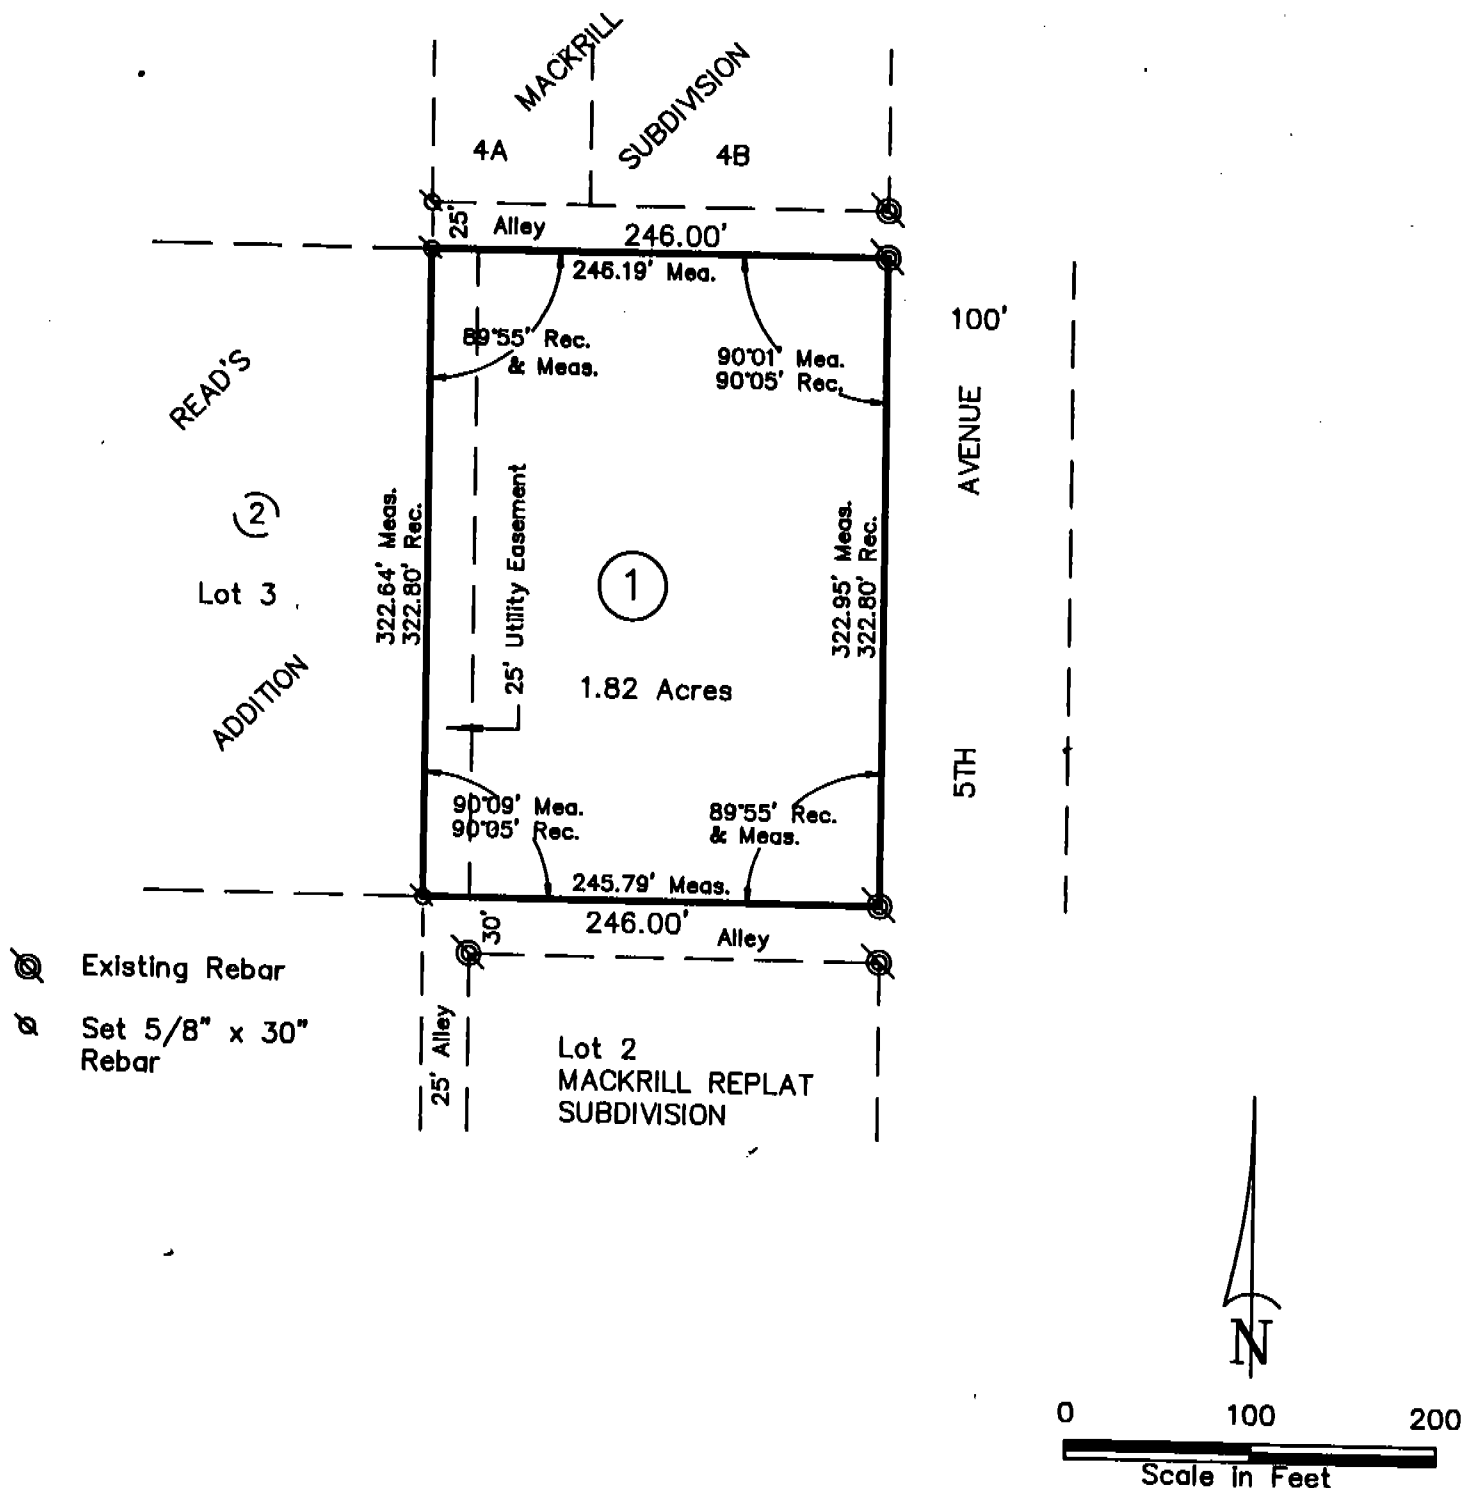 MACKRILL
SUBDIVISION
4A
4B
25'
Alley
246.00'
246.19' Mea.
100'
89°55' Rec.
& Meas.
90°01' Mea.
90°05' Rec.
READ'S
AVENUE
2
Lot 3
322.64' Meas.
322.80' Rec.
25' Utility Easement
1
322.95' Meas.
322.80' Rec.
1.82 Acres
ADDITION
5TH
90°09' Mea.
90°05' Rec.
89°55' Rec.
& Meas.
245.79' Meas.
246.00'
30'
Alley
Existing Rebar
Set 5/8" x 30"
Rebar
25' Alley
Lot 2
MACKRILL REPLAT
SUBDIVISION
N
0 100 200
Scale in Feet